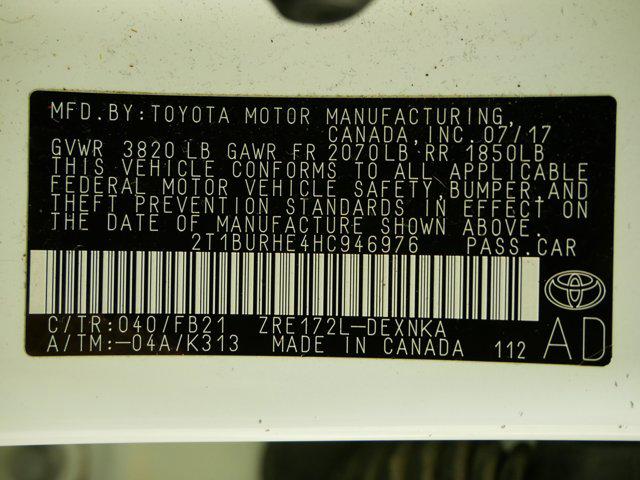 MFD. BY: TOYOTA MOTOR MANUFACTURING,
CANADA, INC. 07/17
GVWR 3820 LB GAWR FR 2070LB RR 1850LB
THIS VEHICLE CONFORMS TO ALL APPLICABLE
FEDERAL MOTOR VEHICLE SAFETY, BUMPER, AND
THEFT PREVENTION STANDARDS IN EFFECT ON
THE DATE OF MANUFACTURE SHOWN ABOVE.
2T1BURHE4HC946976 PASS. CAR
C/TR: 040/FB21 ZRE172L-DEXNKA
A/TM: -04A/K313 MADE IN CANADA 112 AD